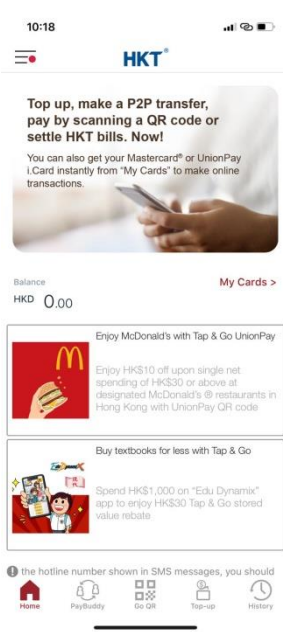 10:18
HKT
Top up, make a P2P transfer,
pay by scanning a QR code or
settle HKT bills. Now!
You can also get your Mastercard® or UnionPay
i.Card instantly from "My Cards" to make online
transactions.
Balance
My Cards >
HKD 0.00
Enjoy McDonald's with Tap & Go UnionPay
Enjoy HK$10 off upon single net
spending of HK$30 or above at
designated McDonald's ® restaurants in
Hong Kong with UnionPay QR code
Buy textbooks for less with Tap & Go
Spend HK$1,000 on "Edu Dynamix"
app to enjoy HK$30 Tap & Go stored
value rebate
the hotline number shown in SMS messages, you should
Home
PayBuddy
Go QR
Top-up
History